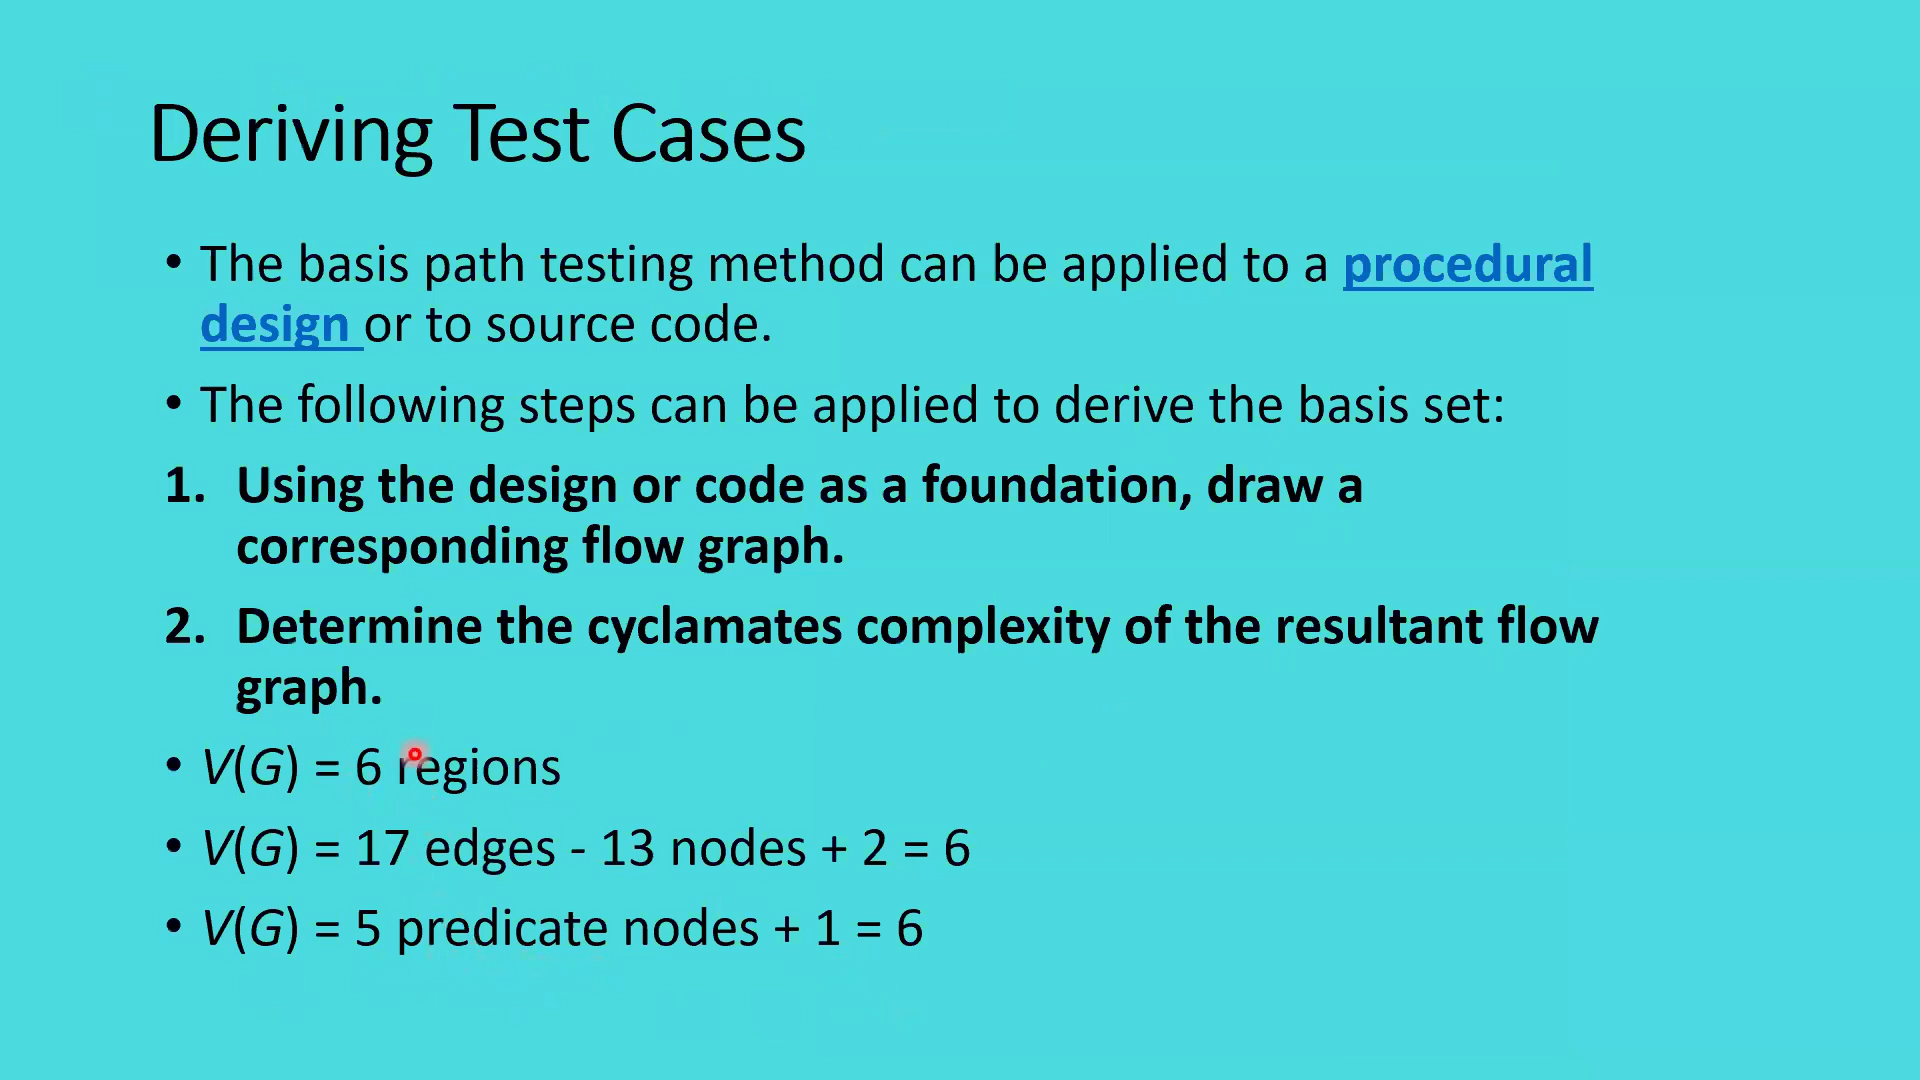 Deriving Test Cases
• The basis path testing method can be applied to a procedural
design or to source code.
• The following steps can be applied to derive the basis set:
1. Using the design or code as a foundation, draw a
corresponding flow graph.
2. Determine the cyclamates complexity of the resultant flow
graph.
• V(G) = 6 regions
• V(G) = 17 edges - 13 nodes + 2 = 6
• V(G) = 5 predicate nodes + 1 = 6